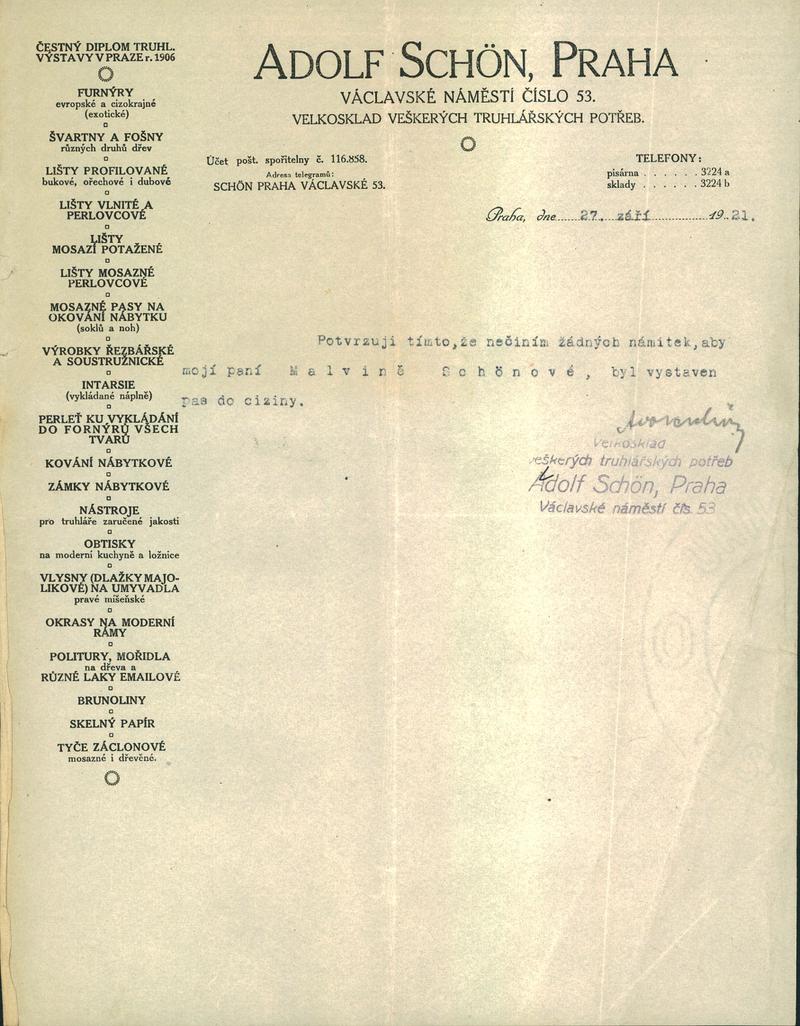 ČESTNÝ DIPLOM TRUHL.
VÝSTAVY V PRAZE r. 1906
FURNÝRY
evropské a cizokrajné
(exotické)
ŠVARTNY A FOŠNY
různých druhů dřev
LIŠTY PROFILOVANÉ
bukové, ořechové i dubové
LIŠTY VLNITÉ A
PERLOVCOVÉ
LIŠTY
MOSAZÍ POTAŽENÉ
LIŠTY MOSAZNÉ
PERLOVCOVÉ
MOSAZNÉ PASY NA
OKOVÁNÍ NÁBYTKU
(soklů a noh)
VÝROBKY ŘEZBÁŘSKÉ
A SOUSTRUŽNICKÉ
INTARSIE
(vykládané náplně)
PERLEŤ KU VYKLÁDÁNÍ
DO FORNÝRŮ VŠECH
TVARŮ
KOVÁNÍ NÁBYTKOVÉ
ZÁMKY NÁBYTKOVÉ
NÁSTROJE
pro truhláře zaručené jakosti
OBTISKY
na moderní kuchyně a ložnice
VLYSNY (DLAŽKY MAJO-
LIKOVÉ) NA UMYVADLA
pravé míšeňské
OKRASY NA MODERNÍ
RÁMY
POLITURY, MOŘIDLA
na dřeva a
RŮZNÉ LAKY EMAILOVÉ
BRUNOLINY
SKELNÝ PAPÍR
TYČE ZÁCLONOVÉ
mosazné i dřevěné.
ADOLF SCHÖN, PRAHA
VÁCLAVSKÉ NÁMĚSTÍ ČÍSLO 53.
VELKOSKLAD VEŠKERÝCH TRUHLÁŘSKÝCH POTŘEB.
Účet pošt. spořitelny č. 116.858.
Adresa telegramů:
SCHÖN PRAHA VÁCLAVSKÉ 53.
TELEFONY:
pisárna . . . . . . 3224 a
sklady . . . . . . 3224 b
Praha, dne 27. září 19 21.
Potvrzuji tímto, že nečiním žádných námitek, aby
mojí paní M a l v i n ě S c h ö n o v é , byl vystaven
pas do ciziny.
Velkosklad
veškerých truhlářských potřeb
Adolf Schön, Praha
Václavské náměstí čís. 53